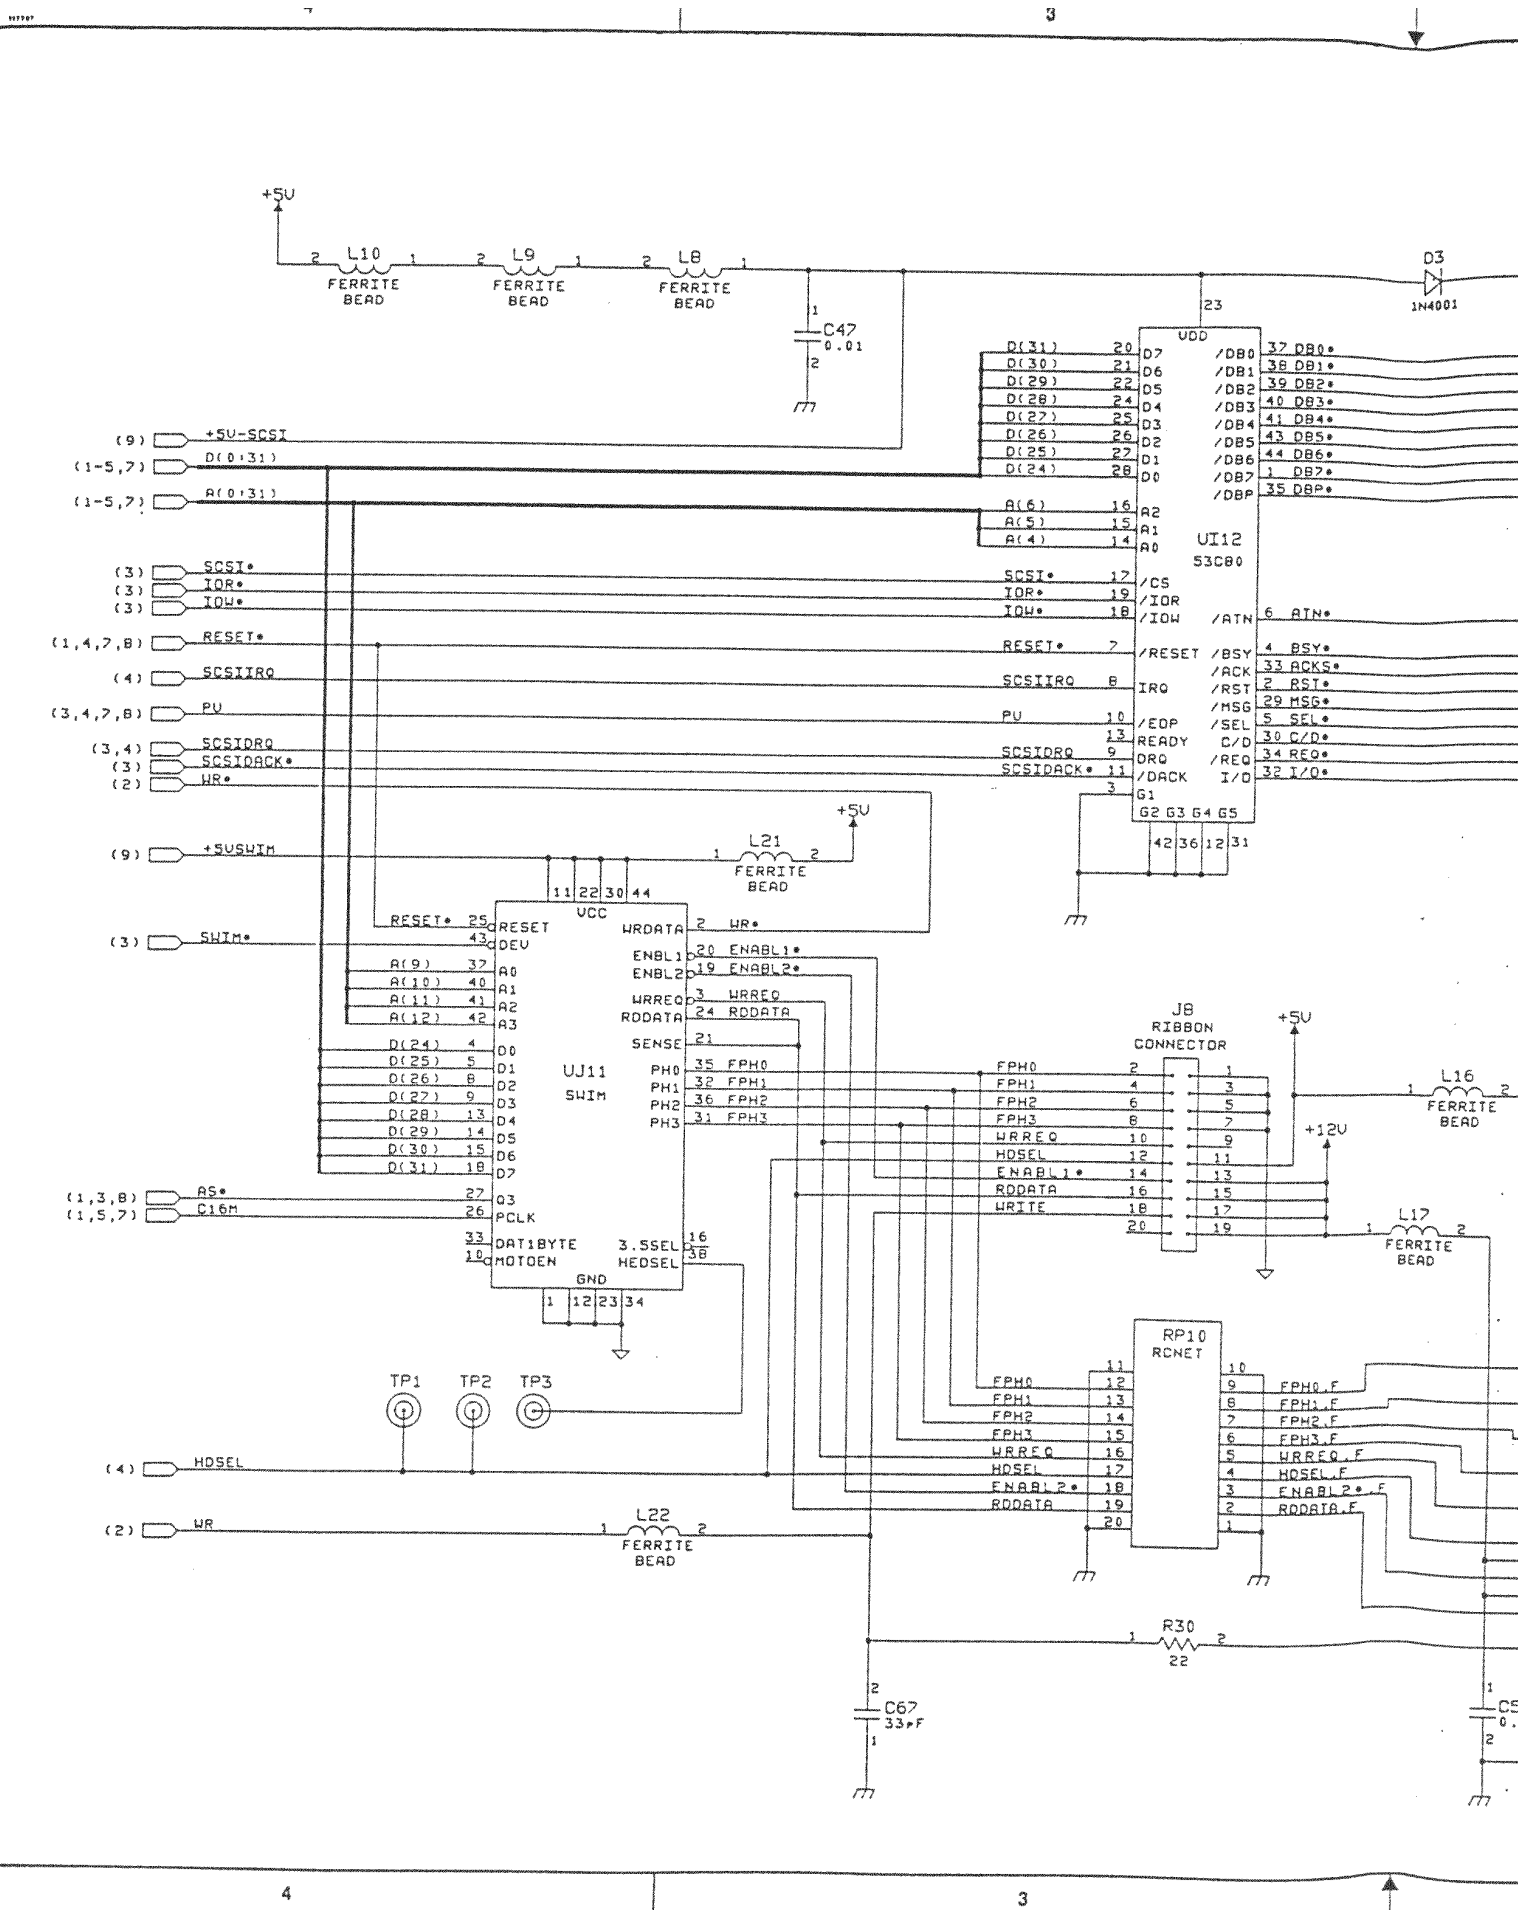 3
+5V
2 L10 1 2 L9 1 2 L8 1
FERRITE BEAD
FERRITE BEAD
FERRITE BEAD
D3
1N4001
1
C47
0.01
2
23
VDD
D(31) 20 D7 /DB0 37 DB0*
D(30) 21 D6 /DB1 38 DB1*
D(29) 22 D5 /DB2 39 DB2*
D(28) 24 D4 /DB3 40 DB3*
D(27) 25 D3 /DB4 41 DB4*
D(26) 26 D2 /DB5 43 DB5*
D(25) 27 D1 /DB6 44 DB6*
D(24) 28 D0 /DB7 1 DB7*
/DBP 35 DBP*
(9) +5V-SCSI
(1-5,7) D(0:31)
(1-5,7) A(0:31)
A(6) 16 A2
A(5) 15 A1
A(4) 14 A0
UI12
53C80
(3) SCSI* SCSI* 17 /CS
(3) IOR* IOR* 19 /IOR
(3) IOW* IOW* 18 /IOW /ATN 6 ATN*
(1,4,7,8) RESET* RESET* 7 /RESET /BSY 4 BSY*
/ACK 33 ACKS*
(4) SCSIIRQ SCSIIRQ 8 IRQ /RST 2 RST*
/MSG 29 MSG*
(3,4,7,8) PU PU 10 /EOP /SEL 5 SEL*
13 READY C/D 30 C/D*
(3,4) SCSIDRQ SCSIDRQ 9 DRQ /REQ 34 REQ*
(3) SCSIDACK* SCSIDACK* 11 /DACK I/O 32 I/O*
(2) WR*
3 G1
G2 G3 G4 G5
42 36 12 31
+5V
(9) +5VSWIM
1 L21 2
FERRITE
BEAD
11 22 30 44
VCC
RESET* 25 RESET WRDATA 2 WR*
(3) SWIM* 43 DEV
ENBL1 20 ENABL1*
A(9) 37 A0 ENBL2 19 ENABL2*
A(10) 40 A1
A(11) 41 A2 WRREQ 3 WRREQ
A(12) 42 A3 RDDATA 24 RDDATA
D(24) 4 D0 SENSE 21
D(25) 5 D1 PH0 35 FPH0
D(26) 8 D2 PH1 32 FPH1
D(27) 9 D3 PH2 36 FPH2
D(28) 13 D4 PH3 31 FPH3
D(29) 14 D5
D(30) 15 D6
D(31) 18 D7
UJ11
SWIM
(1,3,8) AS* 27 Q3
(1,5,7) C16M 26 PCLK
33 DAT1BYTE 3.5SEL 16
10 MOTOEN HEDSEL 38
GND
1 12 23 34
J8
RIBBON
CONNECTOR
+5V
FPH0 2 1
FPH1 4 3
FPH2 6 5
FPH3 8 7
WRREQ 10 9
HDSEL 12 11
ENABL1* 14 13
RDDATA 16 15
WRITE 18 17
20 19
1 L16 2
FERRITE
BEAD
+12V
1 L17 2
FERRITE
BEAD
RP10
RCNET
11 10
FPH0 12 9 FPH0.F
FPH1 13 8 FPH1.F
FPH2 14 7 FPH2.F
FPH3 15 6 FPH3.F
WRREQ 16 5 WRREQ.F
HDSEL 17 4 HDSEL.F
ENABL2* 18 3 ENABL2*.F
RDDATA 19 2 RDDATA.F
20 1
TP1 TP2 TP3
(4) HDSEL
(2) WR
1 L22 2
FERRITE
BEAD
1 R30 2
22
2
C67
33pF
1
1
C5
0.
2
4 3